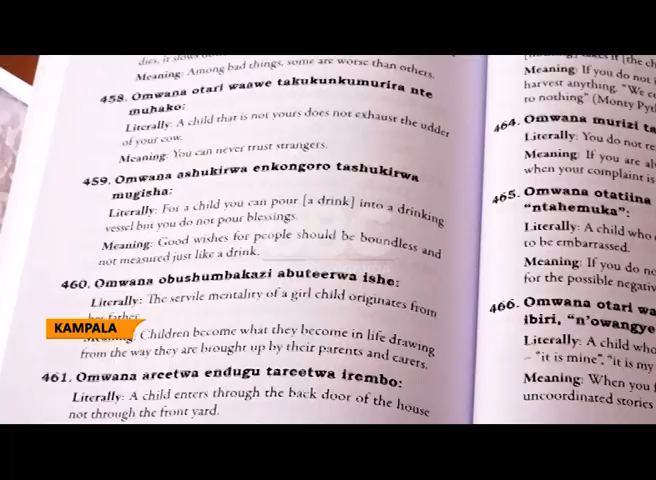 dies, it slows
Meaning: Among bad things, some are worse than others.
458. Omwana otari waawe takukunkumurira nte
muhako:
Literally: A child that is not yours does not exhaust the udder
of your cow.
Meaning: You can never trust strangers.
459. Omwana ashukirwa enkongoro tashukirwa
mugisha:
Literally: For a child you can pour [a drink] into a drinking
vessel but you do not pour blessings.
Meaning: Good wishes for people should be boundless and
not measured just like a drink.
460. Omwana obushumbakazi abuteerwa ishe:
Literally: The servile mentality of a girl child originates from
her father.
KAMPALA
Meaning: Children become what they become in life drawing
from the way they are brought up by their parents and carers.
461. Omwana areetwa endugu tareetwa irembo:
Literally: A child enters through the back door of the house
not through the front yard.
Meaning: If you do not
harvest anything. "We
to nothing" (Monty
464. Omwana murizi
Literally: You do not
Meaning: If you are
when your complaint is
465. Omwana otatiina
"ntahemuka":
Literally: A child who
to be embarrassed.
Meaning: If you do
for the possible
466. Omwana otari
ibiri, "n'owangye
Literally: A child who
– "it is mine", "it is my
Meaning: When you
uncoordinated stories